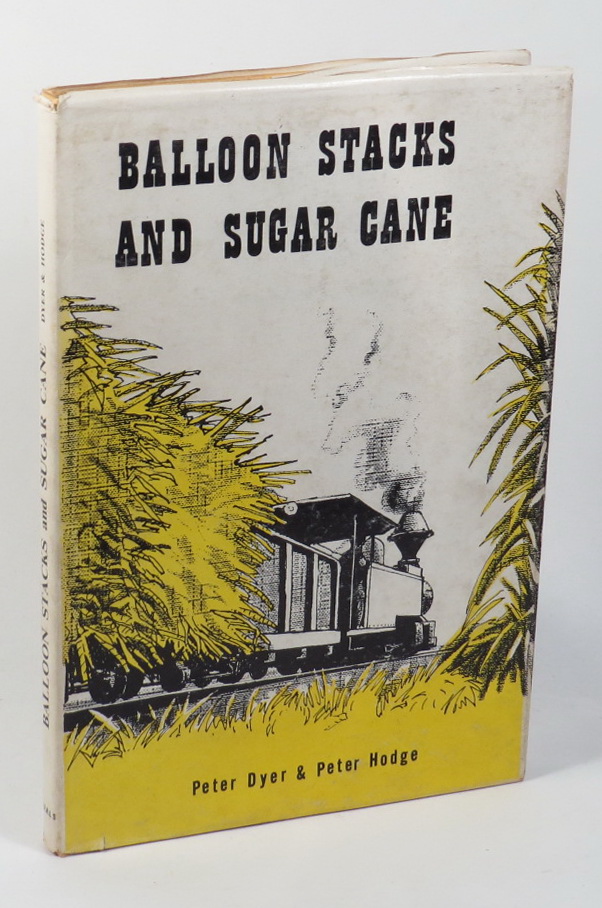 BALLOON STACKS
AND SUGAR CANE
Peter Dyer & Peter Hodge
BALLOON STACKS and SUGAR CANE DYER & HODGE